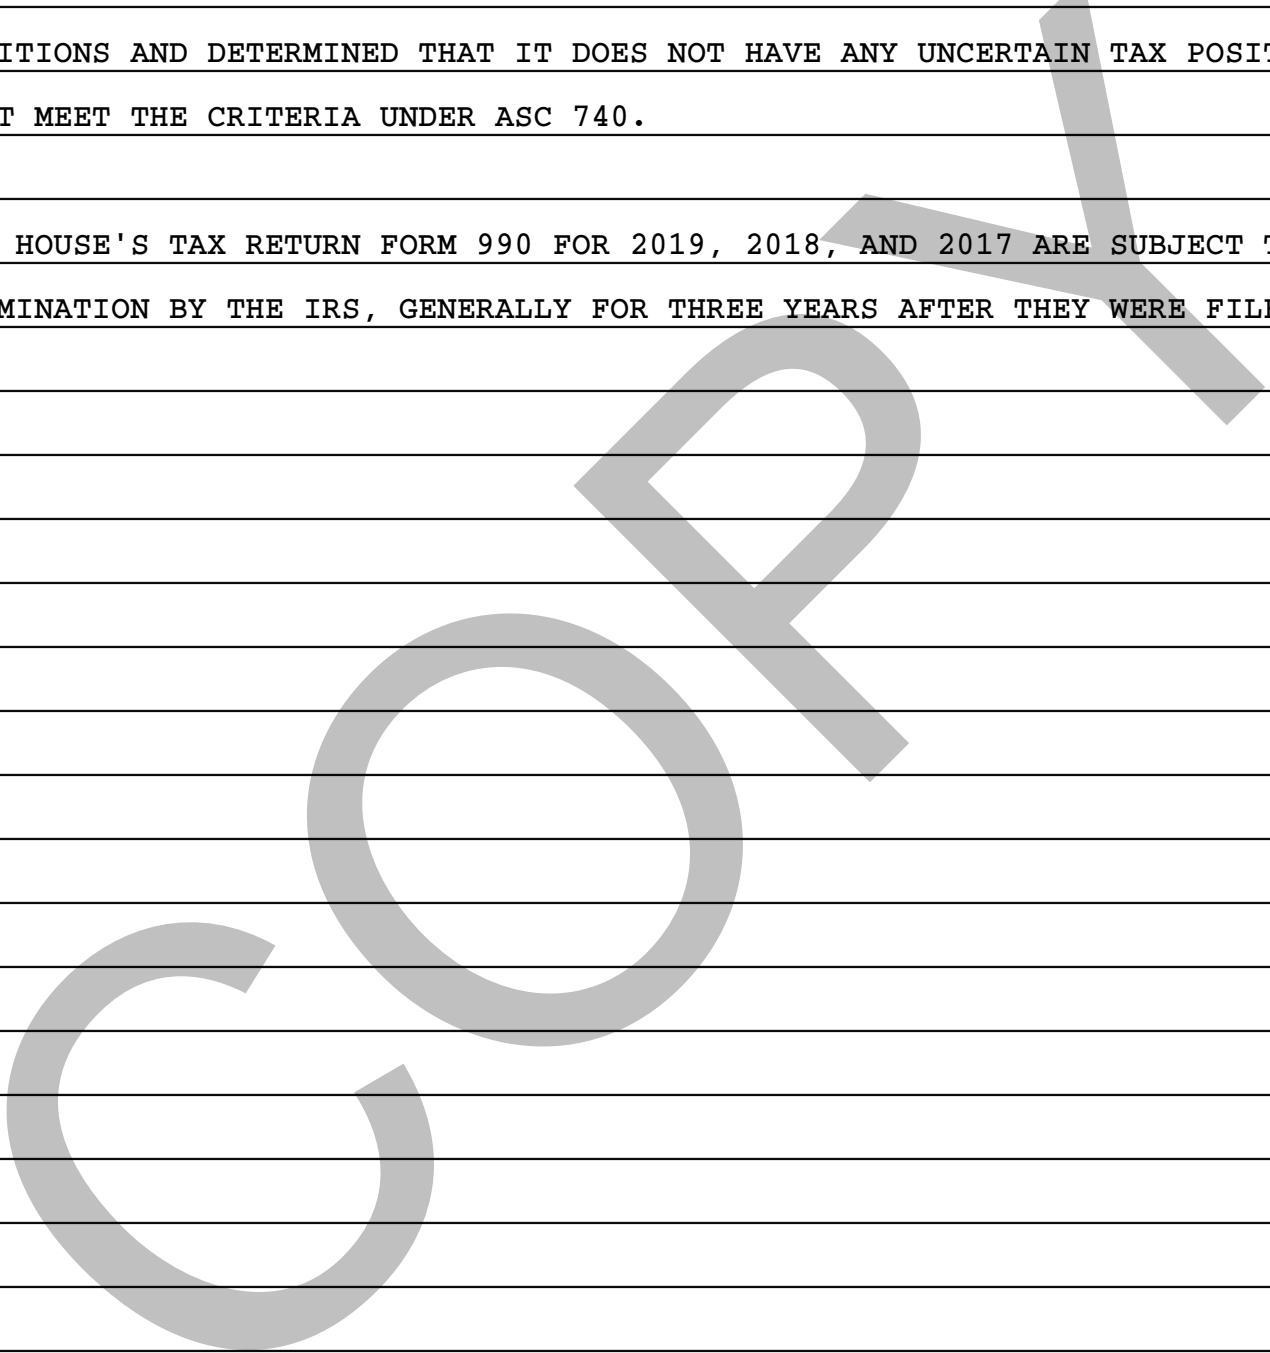 ITIONS AND DETERMINED THAT IT DOES NOT HAVE ANY UNCERTAIN TAX POSIT
T MEET THE CRITERIA UNDER ASC 740.
HOUSE'S TAX RETURN FORM 990 FOR 2019, 2018, AND 2017 ARE SUBJECT T
MINATION BY THE IRS, GENERALLY FOR THREE YEARS AFTER THEY WERE FIL
COPY